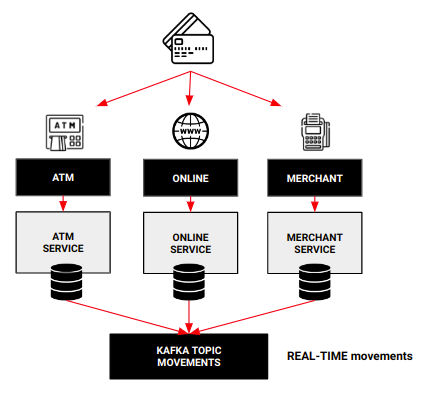 ATM
WWW
ATM
ONLINE
MERCHANT
ATM
SERVICE
ONLINE
SERVICE
MERCHANT
SERVICE
KAFKA TOPIC
MOVEMENTS
REAL-TIME movements